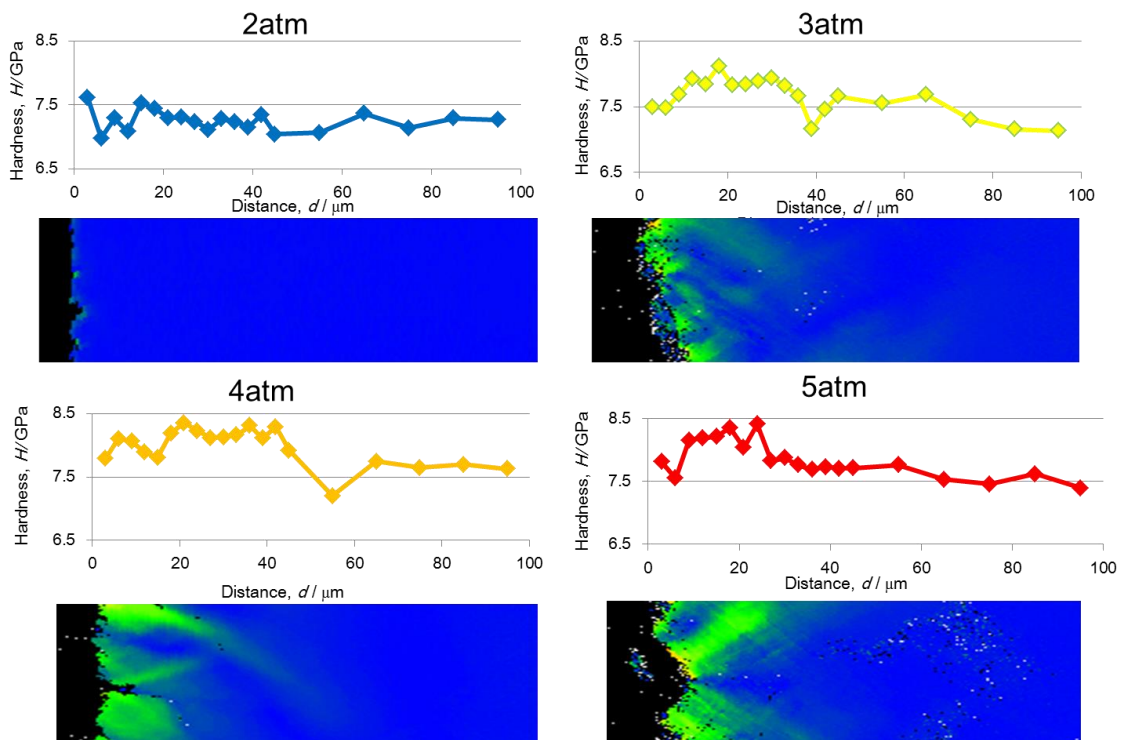 2atm
8.5
7.5
6.5
Hardness, H/GPa
0 20 40 60 80 100
Distance, d / μm
3atm
8.5
7.5
6.5
Hardness, H/GPa
0 20 40 60 80 100
Distance, d / μm
4atm
8.5
7.5
6.5
Hardness, H/GPa
0 20 40 60 80 100
Distance, d / μm
5atm
8.5
7.5
6.5
Hardness, H/GPa
0 20 40 60 80 100
Distance, d / μm